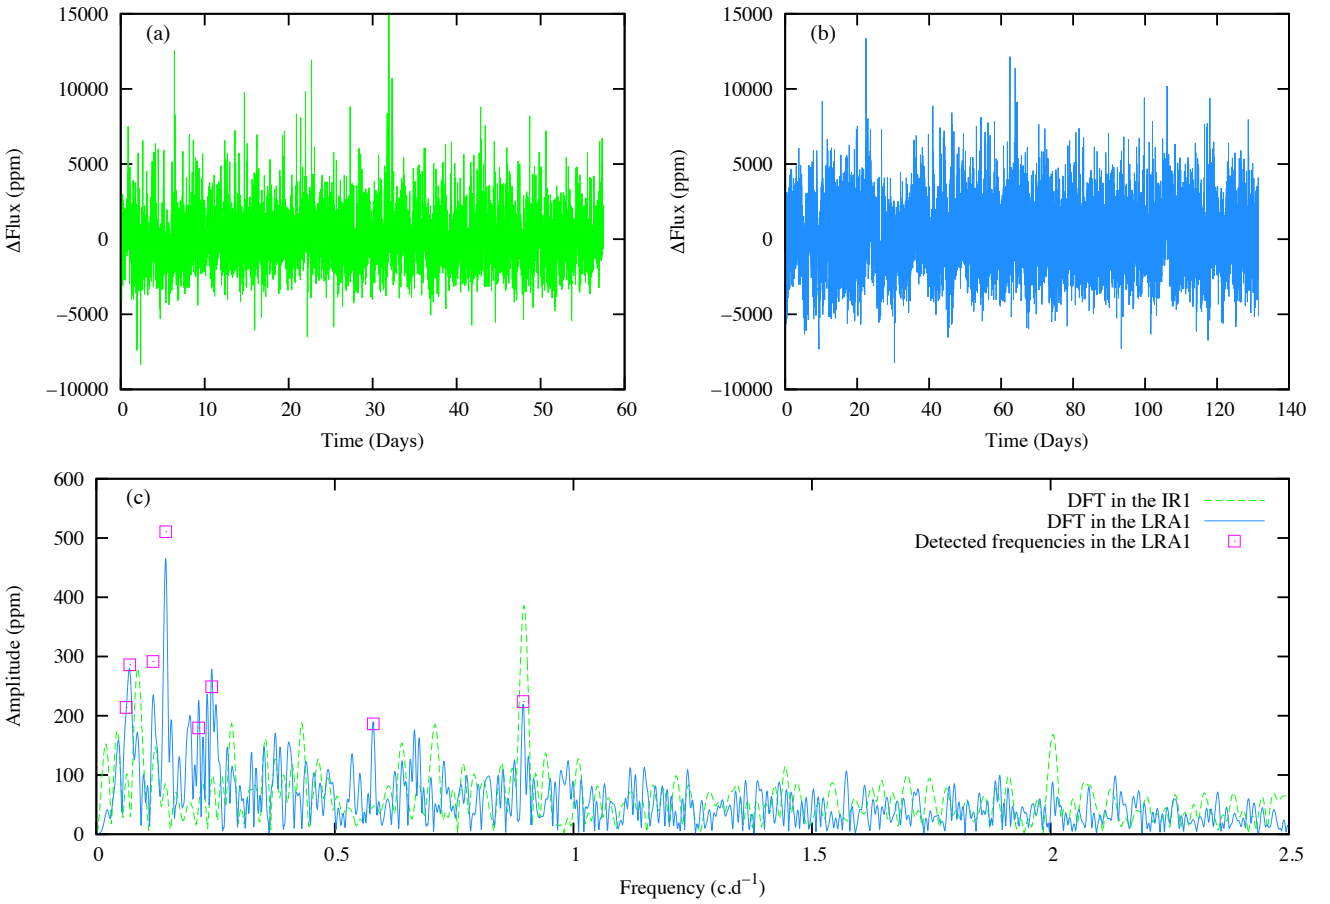 15000
10000
5000
0
−5000
−10000
ΔFlux (ppm)
(a)
0 10 20 30 40 50 60
Time (Days)
15000
10000
5000
0
−5000
−10000
ΔFlux (ppm)
(b)
0 20 40 60 80 100 120 140
Time (Days)
600
500
400
300
200
100
0
Amplitude (ppm)
(c)
DFT in the IR1
DFT in the LRA1
Detected frequencies in the LRA1
0 0.5 1 1.5 2 2.5
Frequency (c.d⁻¹)